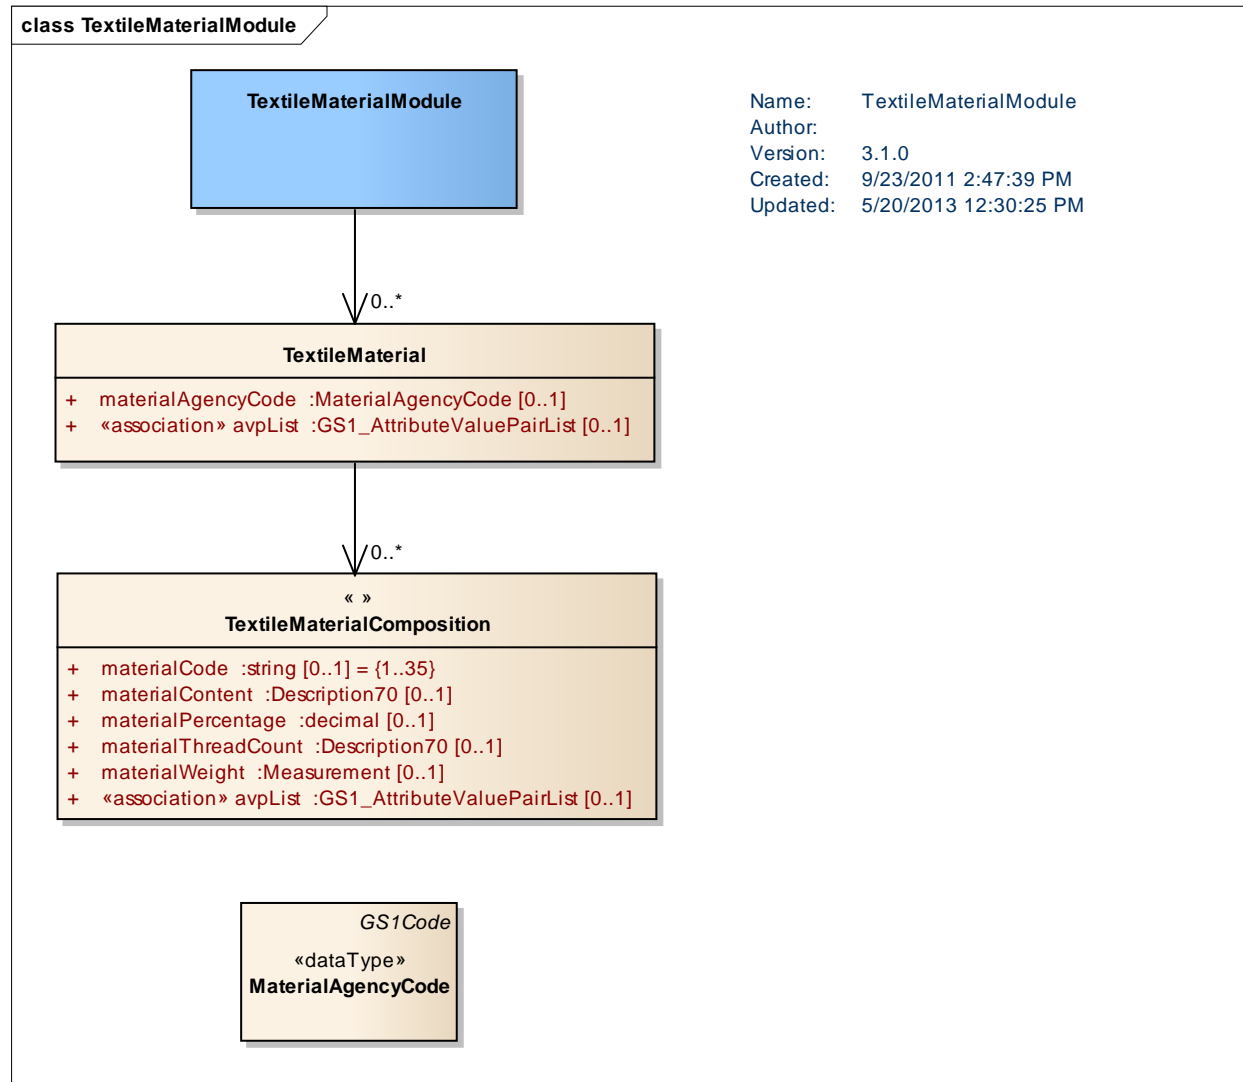 class TextileMaterialModule
TextileMaterialModule
Name: TextileMaterialModule
Author:
Version: 3.1.0
Created: 9/23/2011 2:47:39 PM
Updated: 5/20/2013 12:30:25 PM
0..*
TextileMaterial
+ materialAgencyCode :MaterialAgencyCode [0..1]
+ «association» avpList :GS1_AttributeValuePairList [0..1]
0..*
« »
TextileMaterialComposition
+ materialCode :string [0..1] = {1..35}
+ materialContent :Description70 [0..1]
+ materialPercentage :decimal [0..1]
+ materialThreadCount :Description70 [0..1]
+ materialWeight :Measurement [0..1]
+ «association» avpList :GS1_AttributeValuePairList [0..1]
GS1Code
«dataType»
MaterialAgencyCode